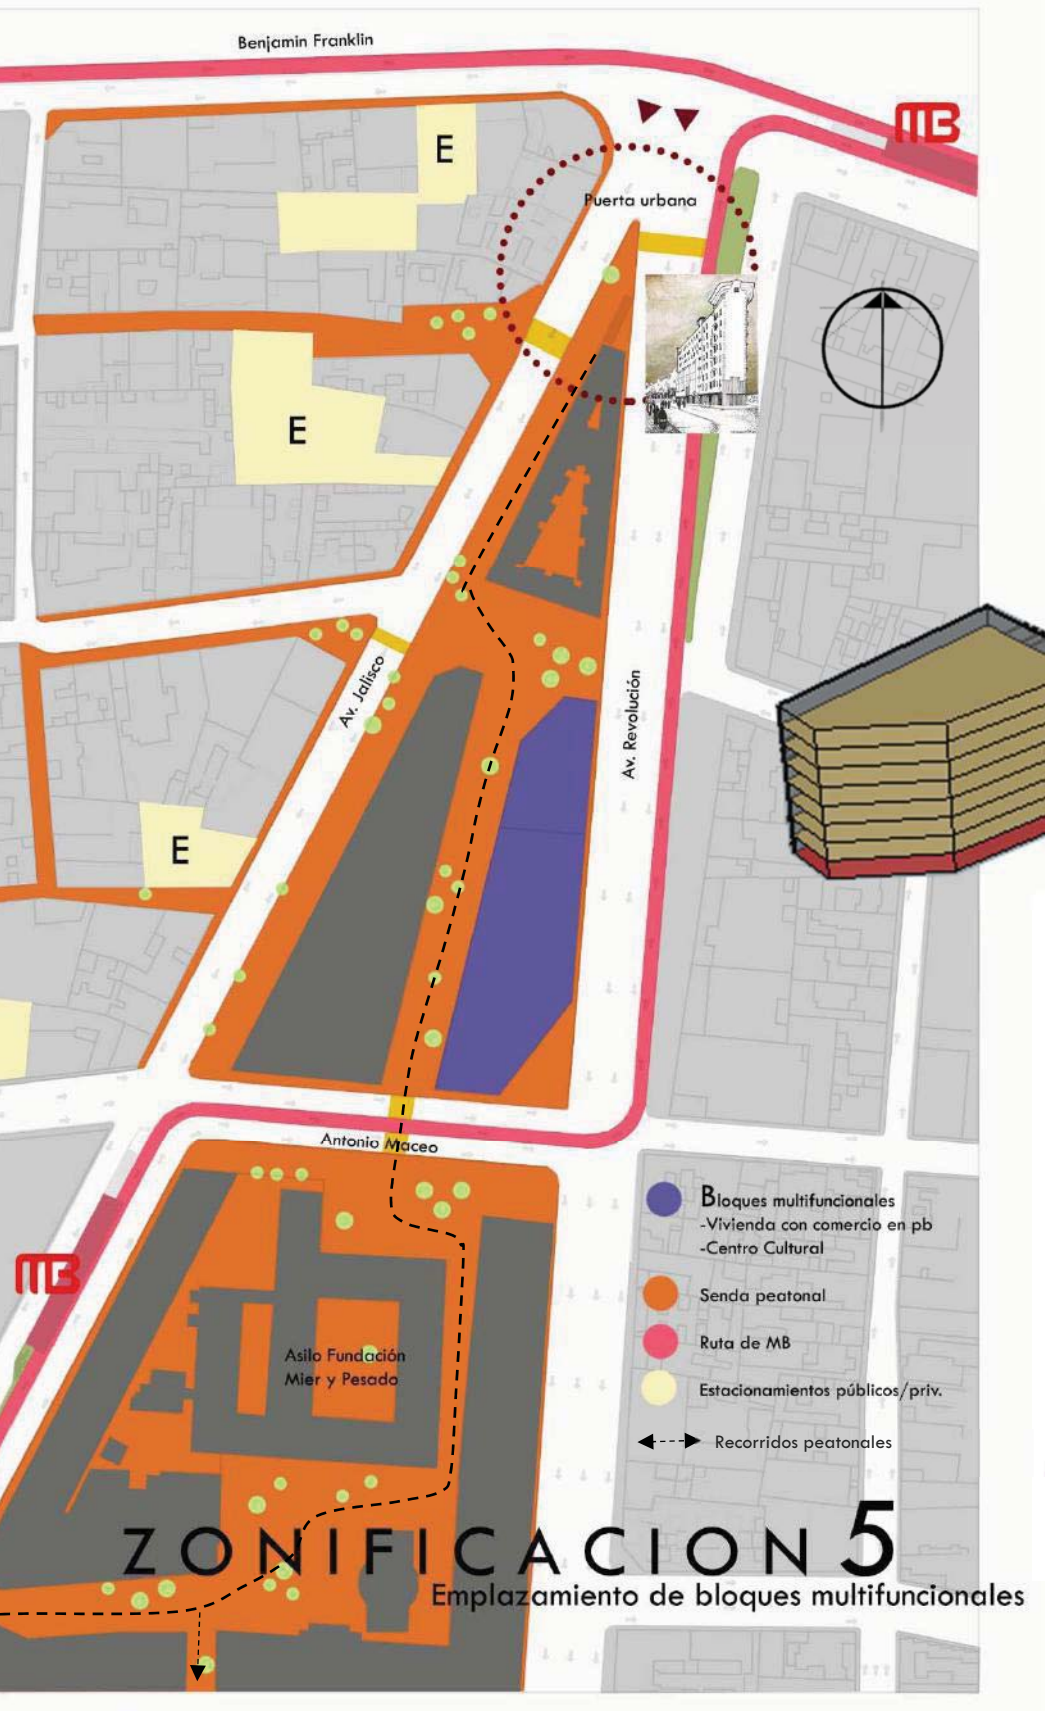 Benjamin Franklin
MB
E
Puerta urbana
E
Av. Jalisco
Av. Revolución
E
Antonio Maceo
MB
Bloques multifuncionales
-Vivienda con comercio en pb
-Centro Cultural
Senda peatonal
Ruta de MB
Estacionamientos públicos/priv.
Recorridos peatonales
Asilo Fundación
Mier y Pesado
ZONIFICACION 5
Emplazamiento de bloques multifuncionales